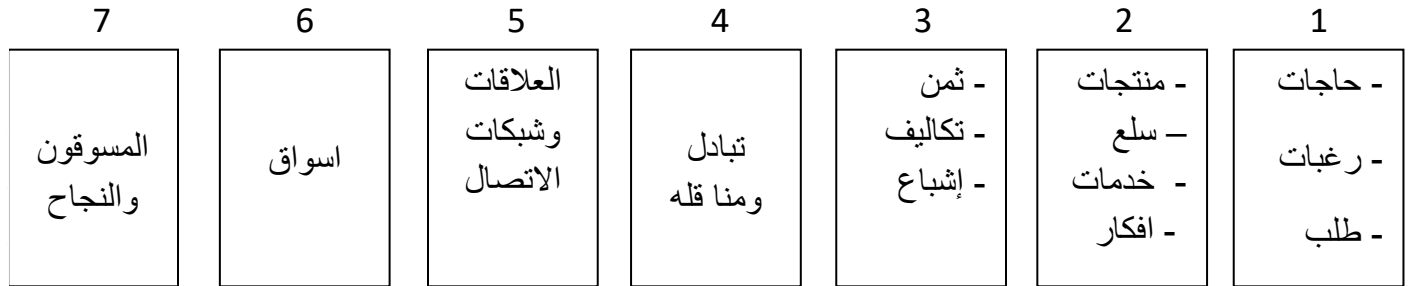 1
- حاجات
- رغبات
- طلب
2
- منتجات
– سلع
- خدمات
- افكار
3
- ثمن
- تكاليف
- إشباع
4
تبادل
ومنا قله
5
العلاقات
وشبكات
الاتصال
6
اسواق
7
المسوقون
والنجاح